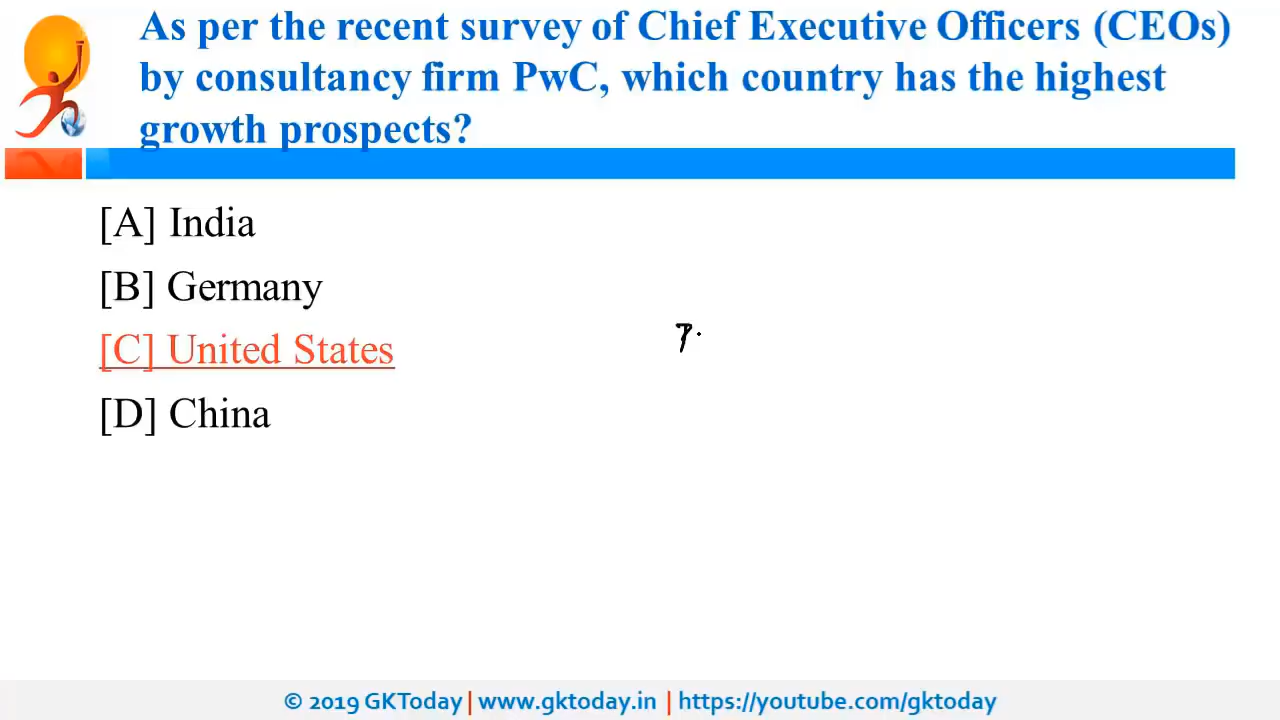 As per the recent survey of Chief Executive Officers (CEOs)
by consultancy firm PwC, which country has the highest
growth prospects?
[A] India
[B] Germany
[C] United States
[D] China
© 2019 GKToday | www.gktoday.in | https://youtube.com/gktoday